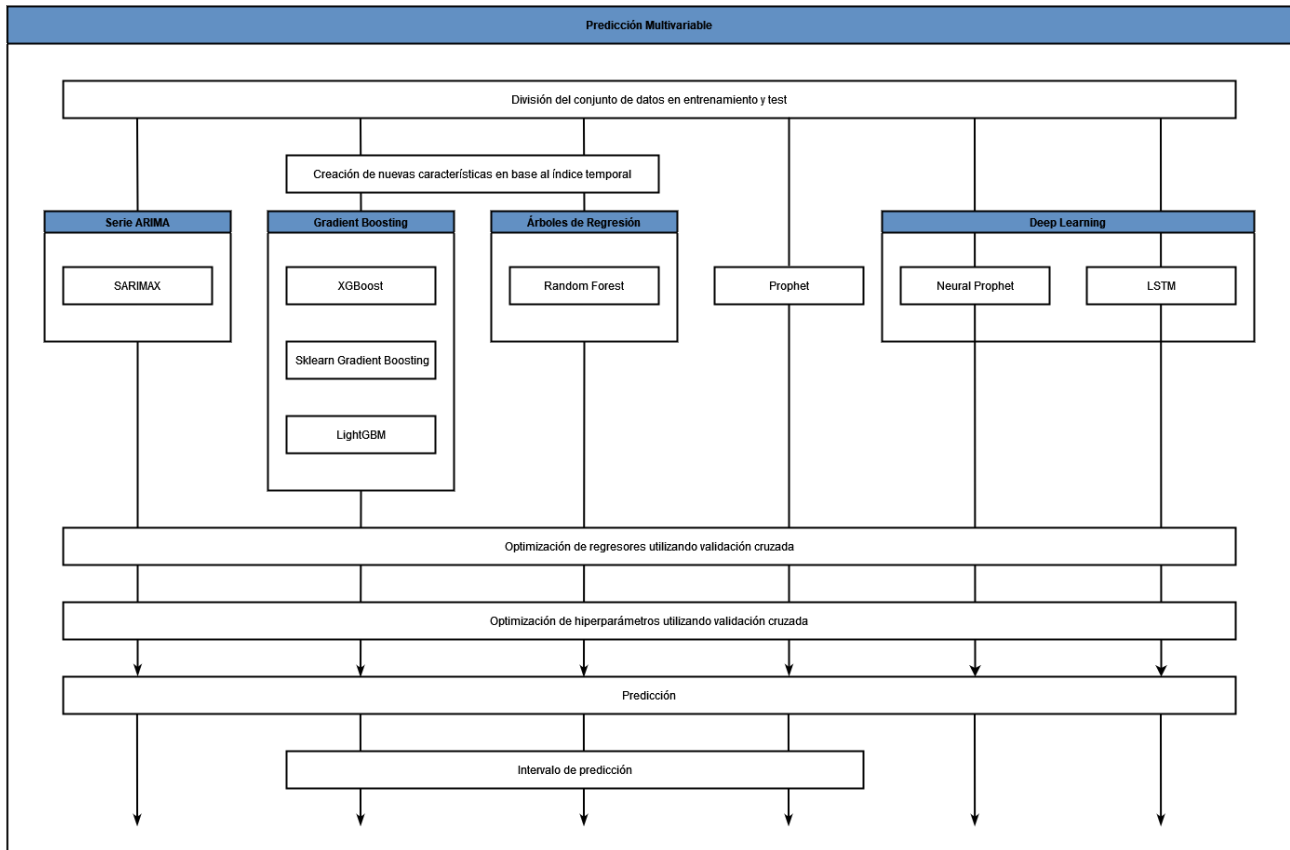 Predicción Multivariable
División del conjunto de datos en entrenamiento y test
Creación de nuevas características en base al índice temporal
Serie ARIMA
Gradient Boosting
Árboles de Regresión
Deep Learning
SARIMAX
XGBoost
Random Forest
Prophet
Neural Prophet
LSTM
Sklearn Gradient Boosting
LightGBM
Optimización de regresores utilizando validación cruzada
Optimización de hiperparámetros utilizando validación cruzada
Predicción
Intervalo de predicción